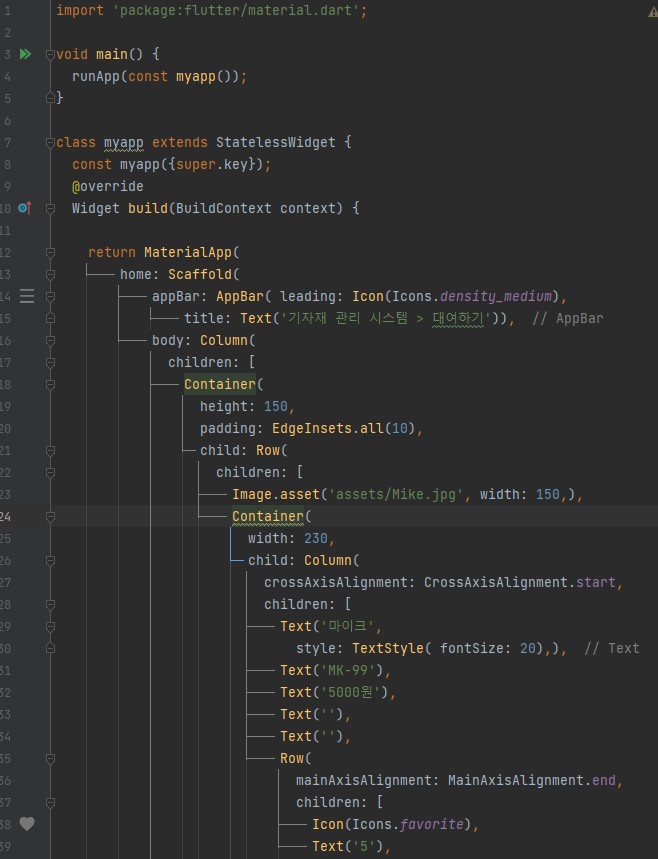 1 import 'package:flutter/material.dart';
2
3 void main() {
4 runApp(const myapp());
5 }
6
7 class myapp extends StatelessWidget {
8 const myapp({super.key});
9 @override
10 Widget build(BuildContext context) {
11
12 return MaterialApp(
13 home: Scaffold(
14 appBar: AppBar( leading: Icon(Icons.density_medium),
15 title: Text('기자재 관리 시스템 > 대여하기')), // AppBar
16 body: Column(
17 children: [
18 Container(
19 height: 150,
20 padding: EdgeInsets.all(10),
21 child: Row(
22 children: [
23 Image.asset('assets/Mike.jpg', width: 150,),
24 Container(
25 width: 230,
26 child: Column(
27 crossAxisAlignment: CrossAxisAlignment.start,
28 children: [
29 Text('마이크',
30 style: TextStyle( fontSize: 20),), // Text
31 Text('MK-99'),
32 Text('5000원'),
33 Text(''),
34 Text(''),
35 Row(
36 mainAxisAlignment: MainAxisAlignment.end,
37 children: [
38 Icon(Icons.favorite),
39 Text('5'),